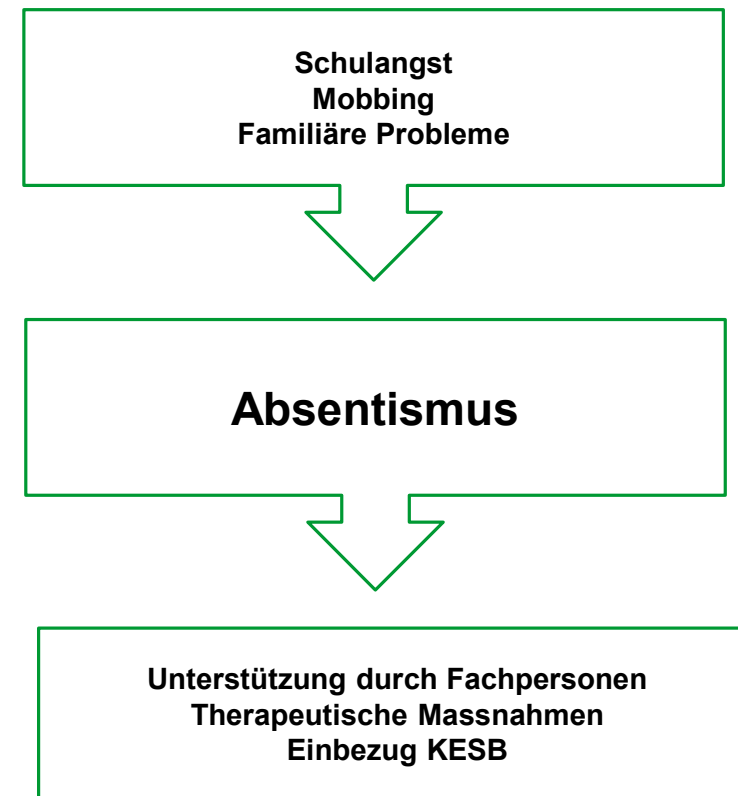 Schulangst
Mobbing
Familiäre Probleme
Absentismus
Unterstützung durch Fachpersonen
Therapeutische Massnahmen
Einbezug KESB